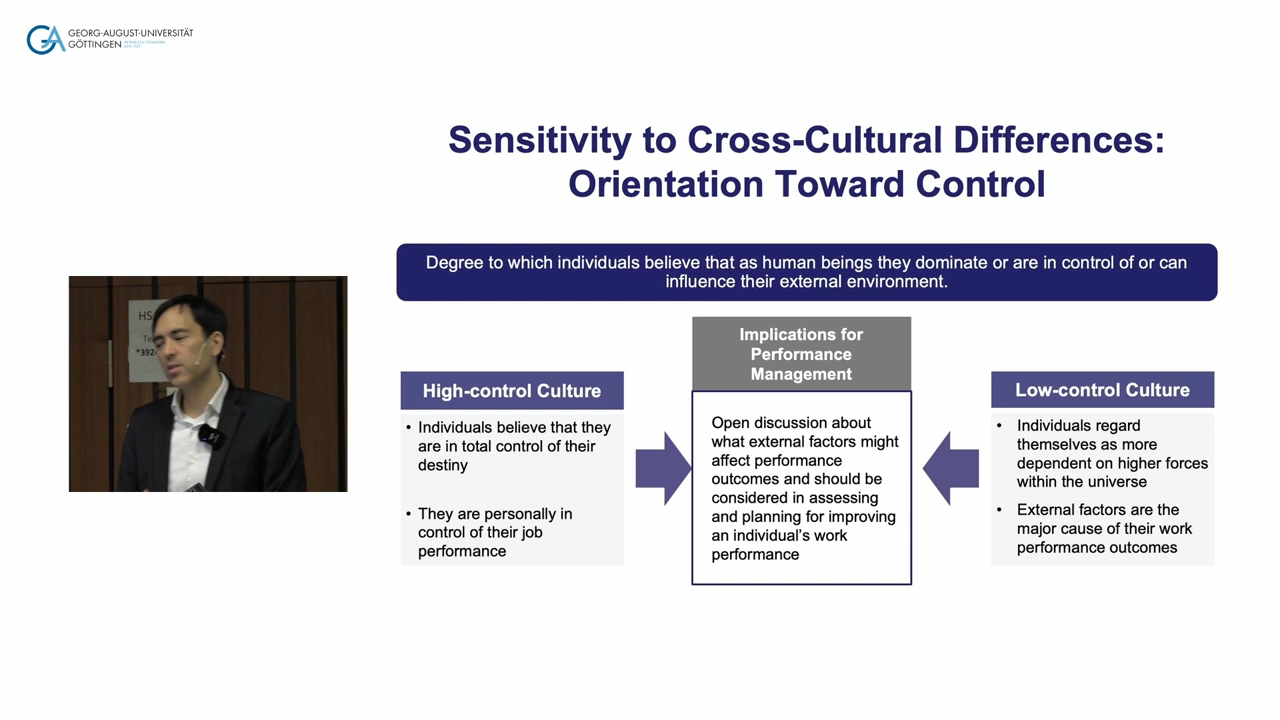 GEORG-AUGUST-UNIVERSITÄT
GÖTTINGEN
Sensitivity to Cross-Cultural Differences:
Orientation Toward Control
Degree to which individuals believe that as human beings they dominate or are in control of or can
influence their external environment.
High-control Culture
• Individuals believe that they
are in total control of their
destiny
• They are personally in
control of their job
performance
Implications for
Performance
Management
Open discussion about
what external factors might
affect performance
outcomes and should be
considered in assessing
and planning for improving
an individual's work
performance
Low-control Culture
• Individuals regard
themselves as more
dependent on higher forces
within the universe
• External factors are the
major cause of their work
performance outcomes
HS
Te
*392